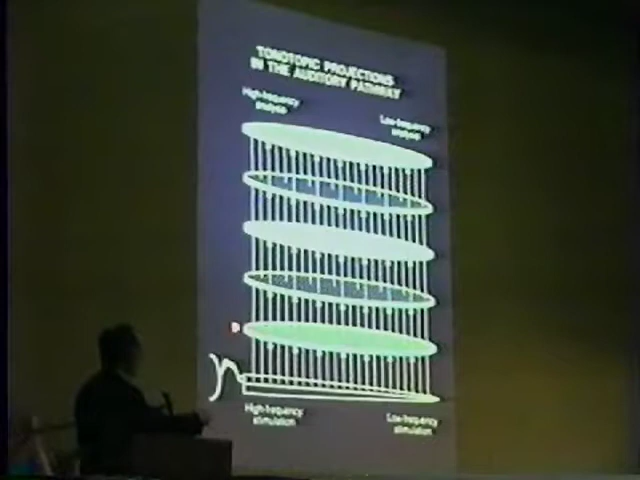 TONOTOPIC PROJECTIONS
IN THE AUDITORY PATHWAY
High-frequency
analysis
Low-frequency
analysis
High-frequency
stimulation
Low-frequency
stimulation